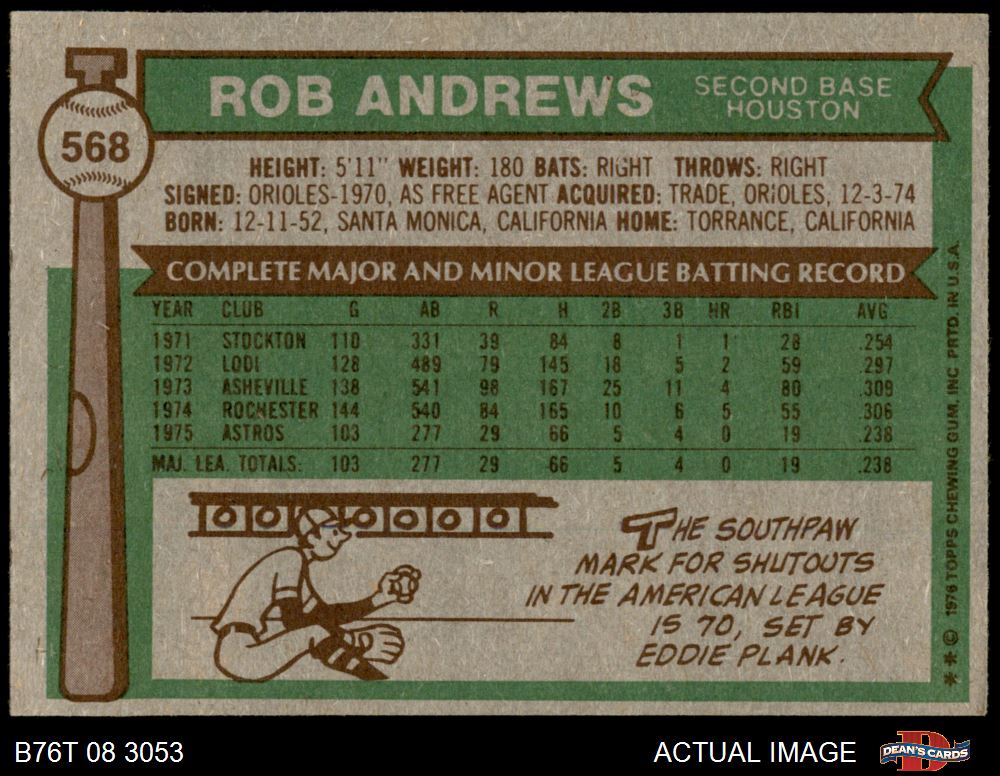 568
ROB ANDREWS
SECOND BASE
HOUSTON
HEIGHT: 5'11" WEIGHT: 180 BATS: RIGHT THROWS: RIGHT
SIGNED: ORIOLES-1970, AS FREE AGENT ACQUIRED: TRADE, ORIOLES, 12-3-74
BORN: 12-11-52, SANTA MONICA, CALIFORNIA HOME: TORRANCE, CALIFORNIA
COMPLETE MAJOR AND MINOR LEAGUE BATTING RECORD
YEAR CLUB G AB R H 2B 3B HR RBI AVG
1971 STOCKTON 110 331 39 84 8 1 1 28 .254
1972 LODI 128 489 79 145 18 5 2 59 .297
1973 ASHEVILLE 138 541 98 167 25 11 4 80 .309
1974 ROCHESTER 144 540 84 165 10 6 5 55 .306
1975 ASTROS 103 277 29 66 5 4 0 19 .238
MAJ. LEA. TOTALS: 103 277 29 66 5 4 0 19 .238
THE SOUTHPAW
MARK FOR SHUTOUTS
IN THE AMERICAN LEAGUE
IS 70, SET BY
EDDIE PLANK.
**© 1976 TOPPS CHEWING GUM, INC PRTD. IN U.S.A.
B76T 08 3053
ACTUAL IMAGE
D
DEAN'S CARDS